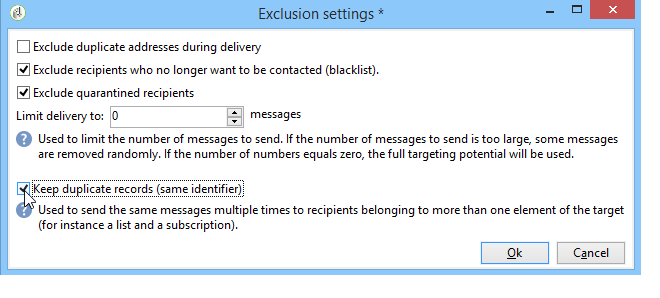 Exclusion settings *
Exclude duplicate addresses during delivery
Exclude recipients who no longer want to be contacted (blacklist).
Exclude quarantined recipients
Limit delivery to: 0 messages
Used to limit the number of messages to send. If the number of messages to send is too large, some messages
are removed randomly. If the number of numbers equals zero, the full targeting potential will be used.
Keep duplicate records (same identifier)
Used to send the same messages multiple times to recipients belonging to more than one element of the target
(for instance a list and a subscription).
Ok Cancel